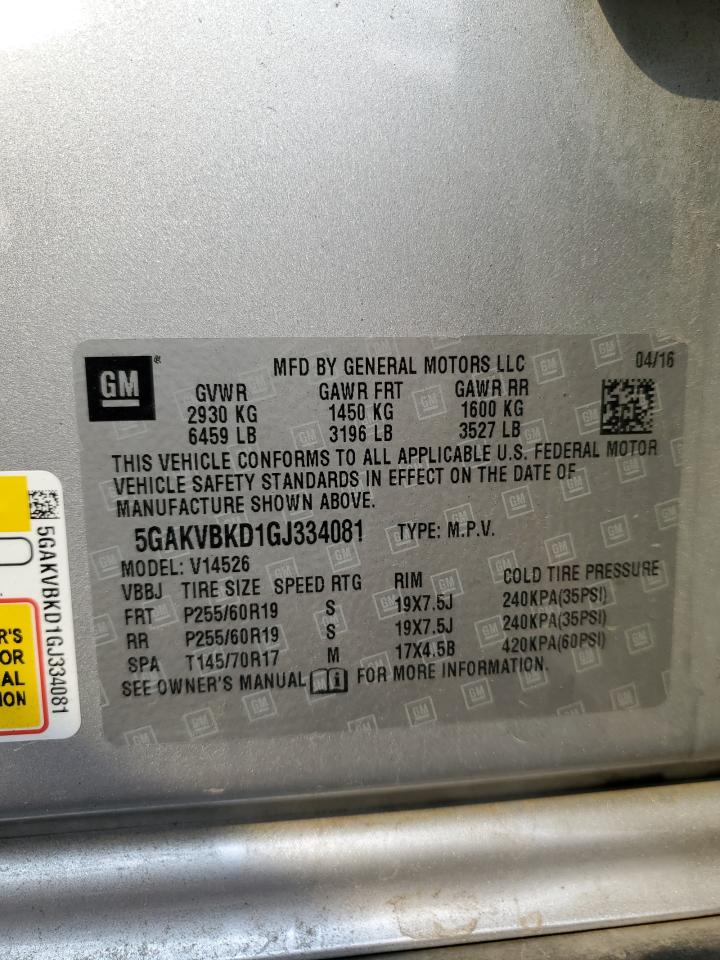 GM
MFD BY GENERAL MOTORS LLC 04/16
GVWR GAWR FRT GAWR RR
2930 KG 1450 KG 1600 KG
6459 LB 3196 LB 3527 LB
THIS VEHICLE CONFORMS TO ALL APPLICABLE U.S. FEDERAL MOTOR
VEHICLE SAFETY STANDARDS IN EFFECT ON THE DATE OF
MANUFACTURE SHOWN ABOVE.
5GAKVBKD1GJ334081 TYPE: M.P.V.
MODEL: V14526
VBBJ TIRE SIZE SPEED RTG RIM COLD TIRE PRESSURE
FRT P255/60R19 S 19X7.5J 240KPA(35PSI)
RR P255/60R19 S 19X7.5J 240KPA(35PSI)
SPA T145/70R17 M 17X4.5B 420KPA(60PSI)
SEE OWNER'S MANUAL FOR MORE INFORMATION.
5GAKVBKD1GJ334081
R'S
OR
AL
ION